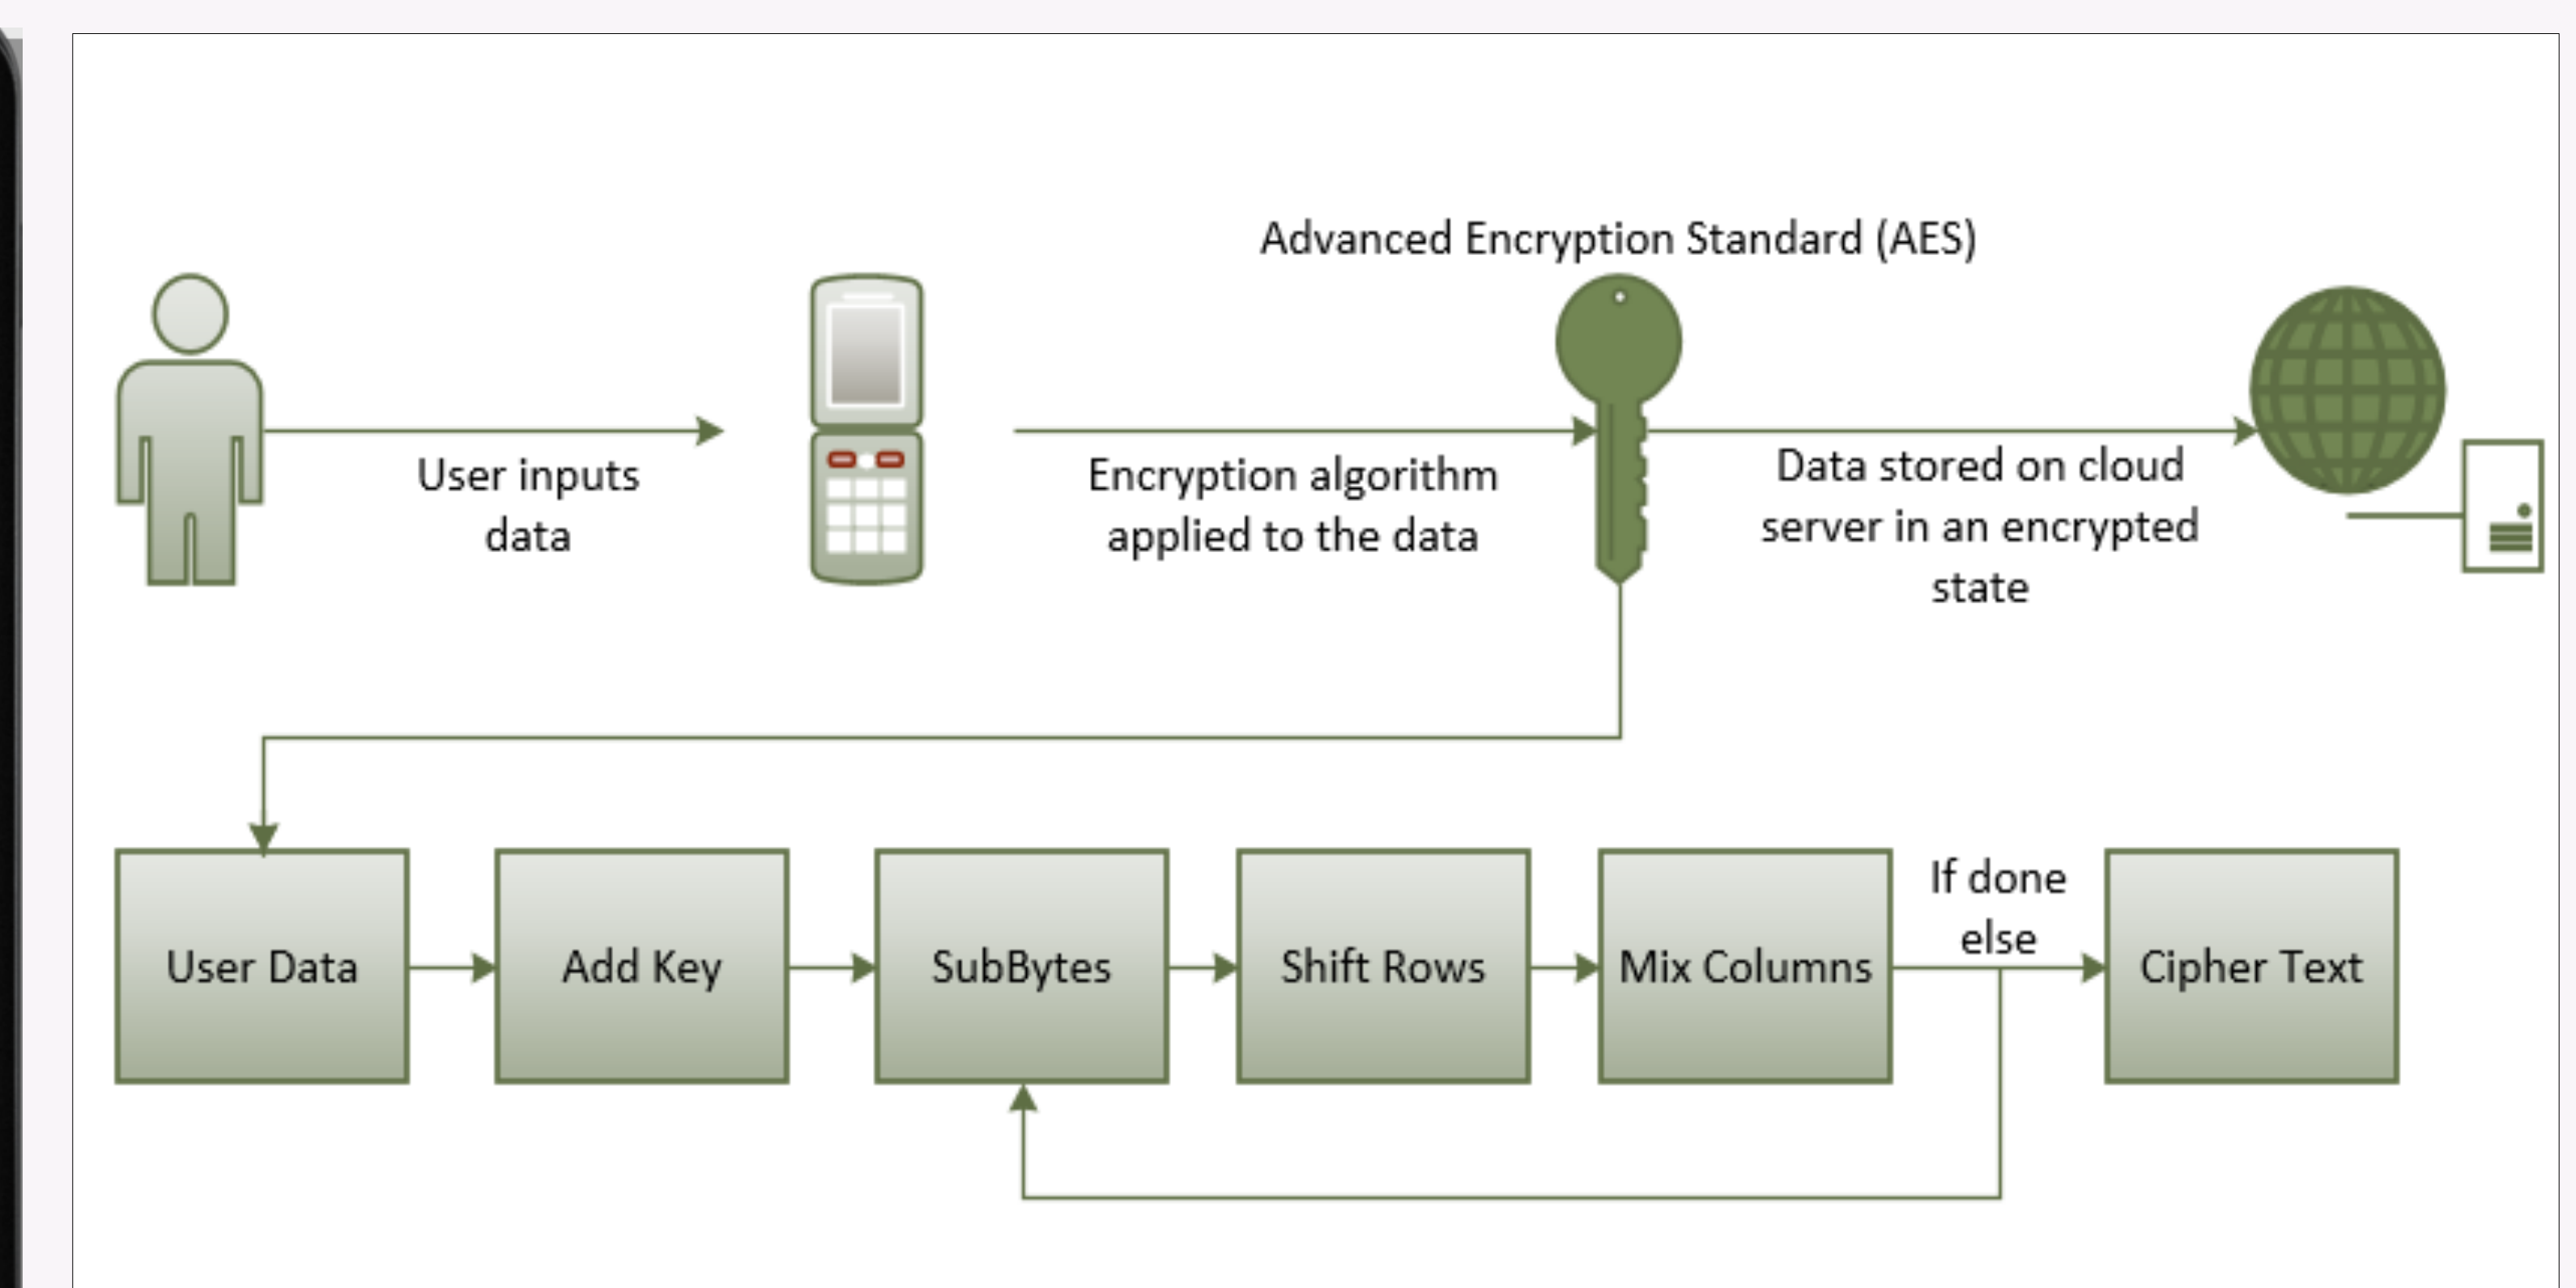 Advanced Encryption Standard (AES)
User inputs
data
Encryption algorithm
applied to the data
Data stored on cloud
server in an encrypted
state
User Data
Add Key
SubBytes
Shift Rows
Mix Columns
If done
else
Cipher Text